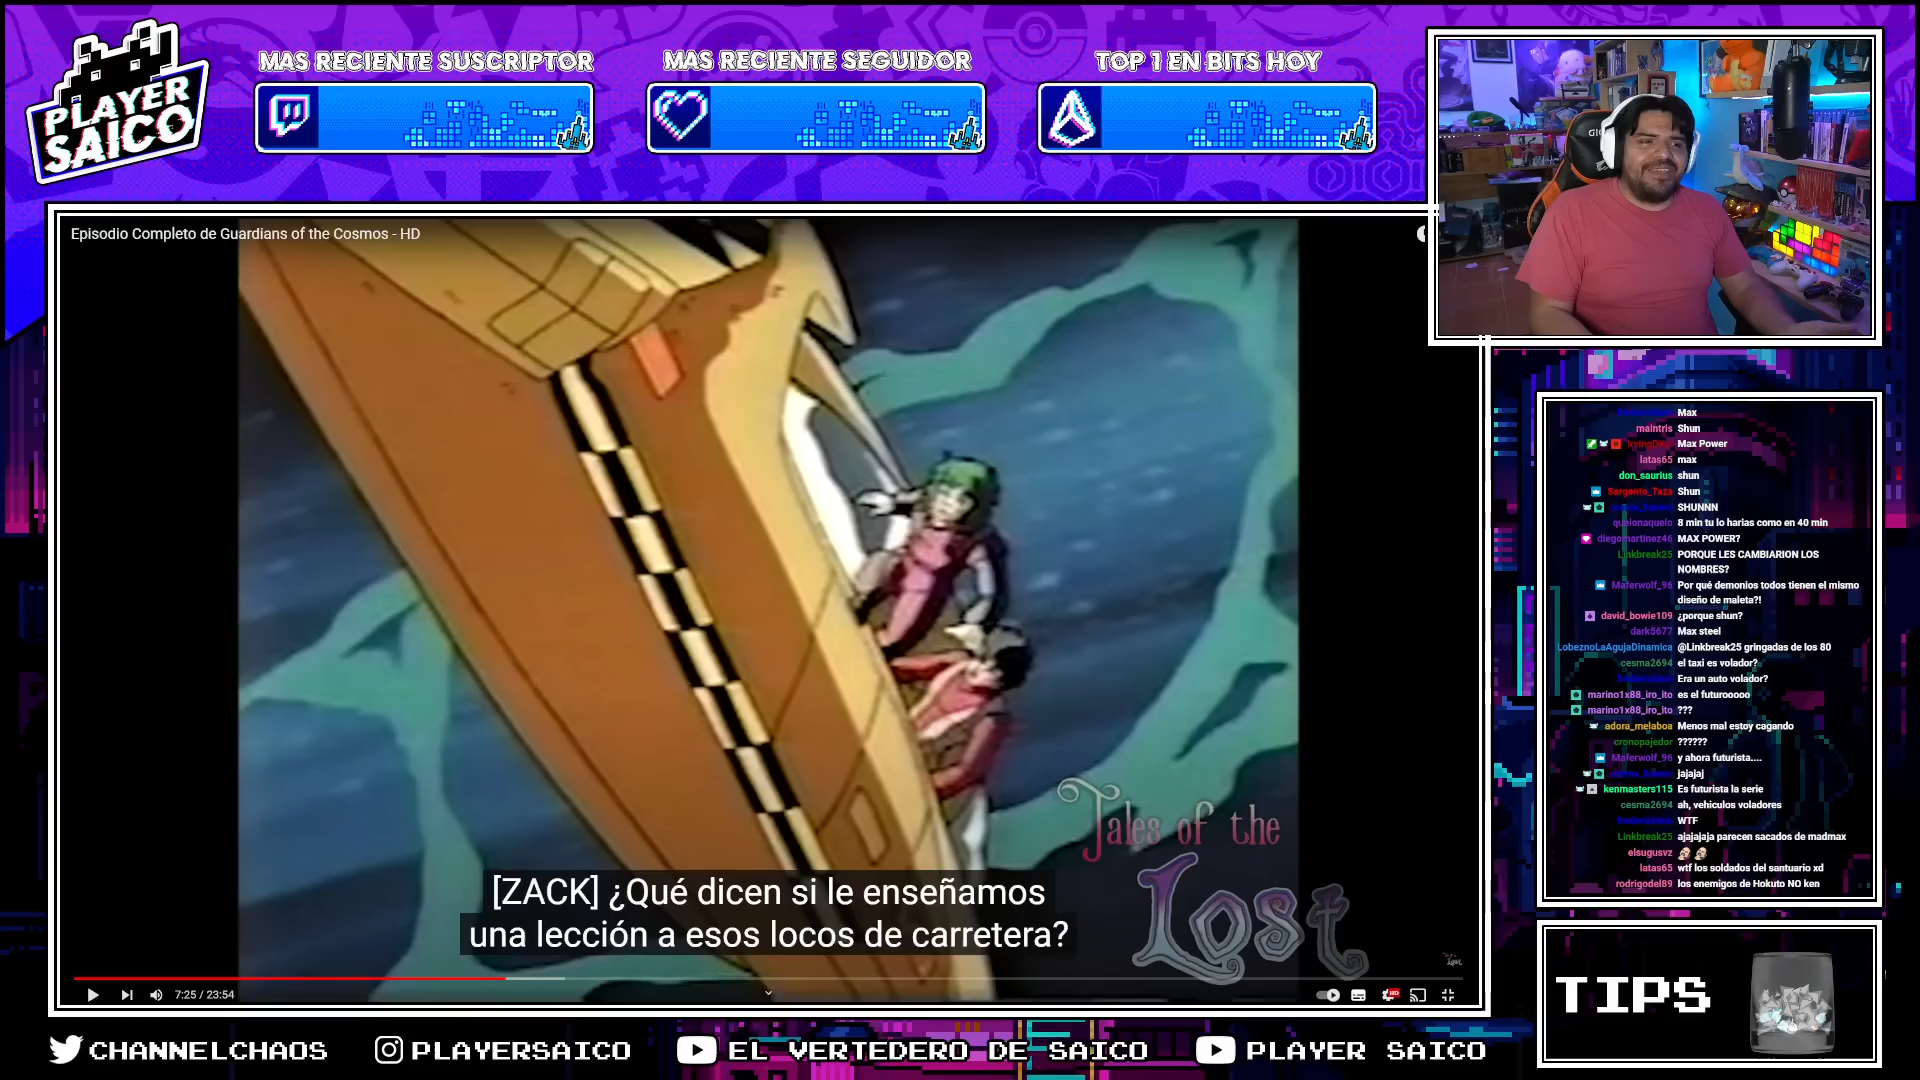 PLAYER
SAICO
MAS RECIENTE SUSCRIPTOR
MAS RECIENTE SEGUIDOR
TOP 1 EN BITS HOY
Episodio Completo de Guardians of the Cosmos - HD
Tales of the
Lost
[ZACK] ¿Qué dicen si le enseñamos
una lección a esos locos de carretera?
7:25 / 23:54
HD
Max
maintris Shun
Max Power
latas65 max
don_saurius shun
Sargento_Taza Shun
SHUNNN
quelonaquelo 8 min tu lo harias como en 40 min
diegomartinez46 MAX POWER?
Linkbreak25 PORQUE LES CAMBIARION LOS
NOMBRES?
Maferwolf_96 Por qué demonios todos tienen el mismo
diseño de maleta?!
david_bowie109 ¿porque shun?
dark5677 Max steel
LobeznoLaAgujaDinamica @Linkbreak25 gringadas de los 80
cesma2694 el taxi es volador?
Era un auto volador?
marino1x88_iro_ito es el futurooooo
marino1x88_iro_ito ???
adora_melaboa Menos mal estoy cagando
cronopajedor ??????
Maferwolf_96 y ahora futurista....
jajajaj
kenmasters115 Es futurista la serie
cesma2694 ah, vehiculos voladores
WTF
Linkbreak25 ajajajaja parecen sacados de madmax
elsugusvz
latas65 wtf los soldados del santuario xd
rodrigodel89 los enemigos de Hokuto NO ken
TIPS
CHANNELCHAOS
PLAYERSAICO
EL VERTEDERO DE SAICO
PLAYER SAICO